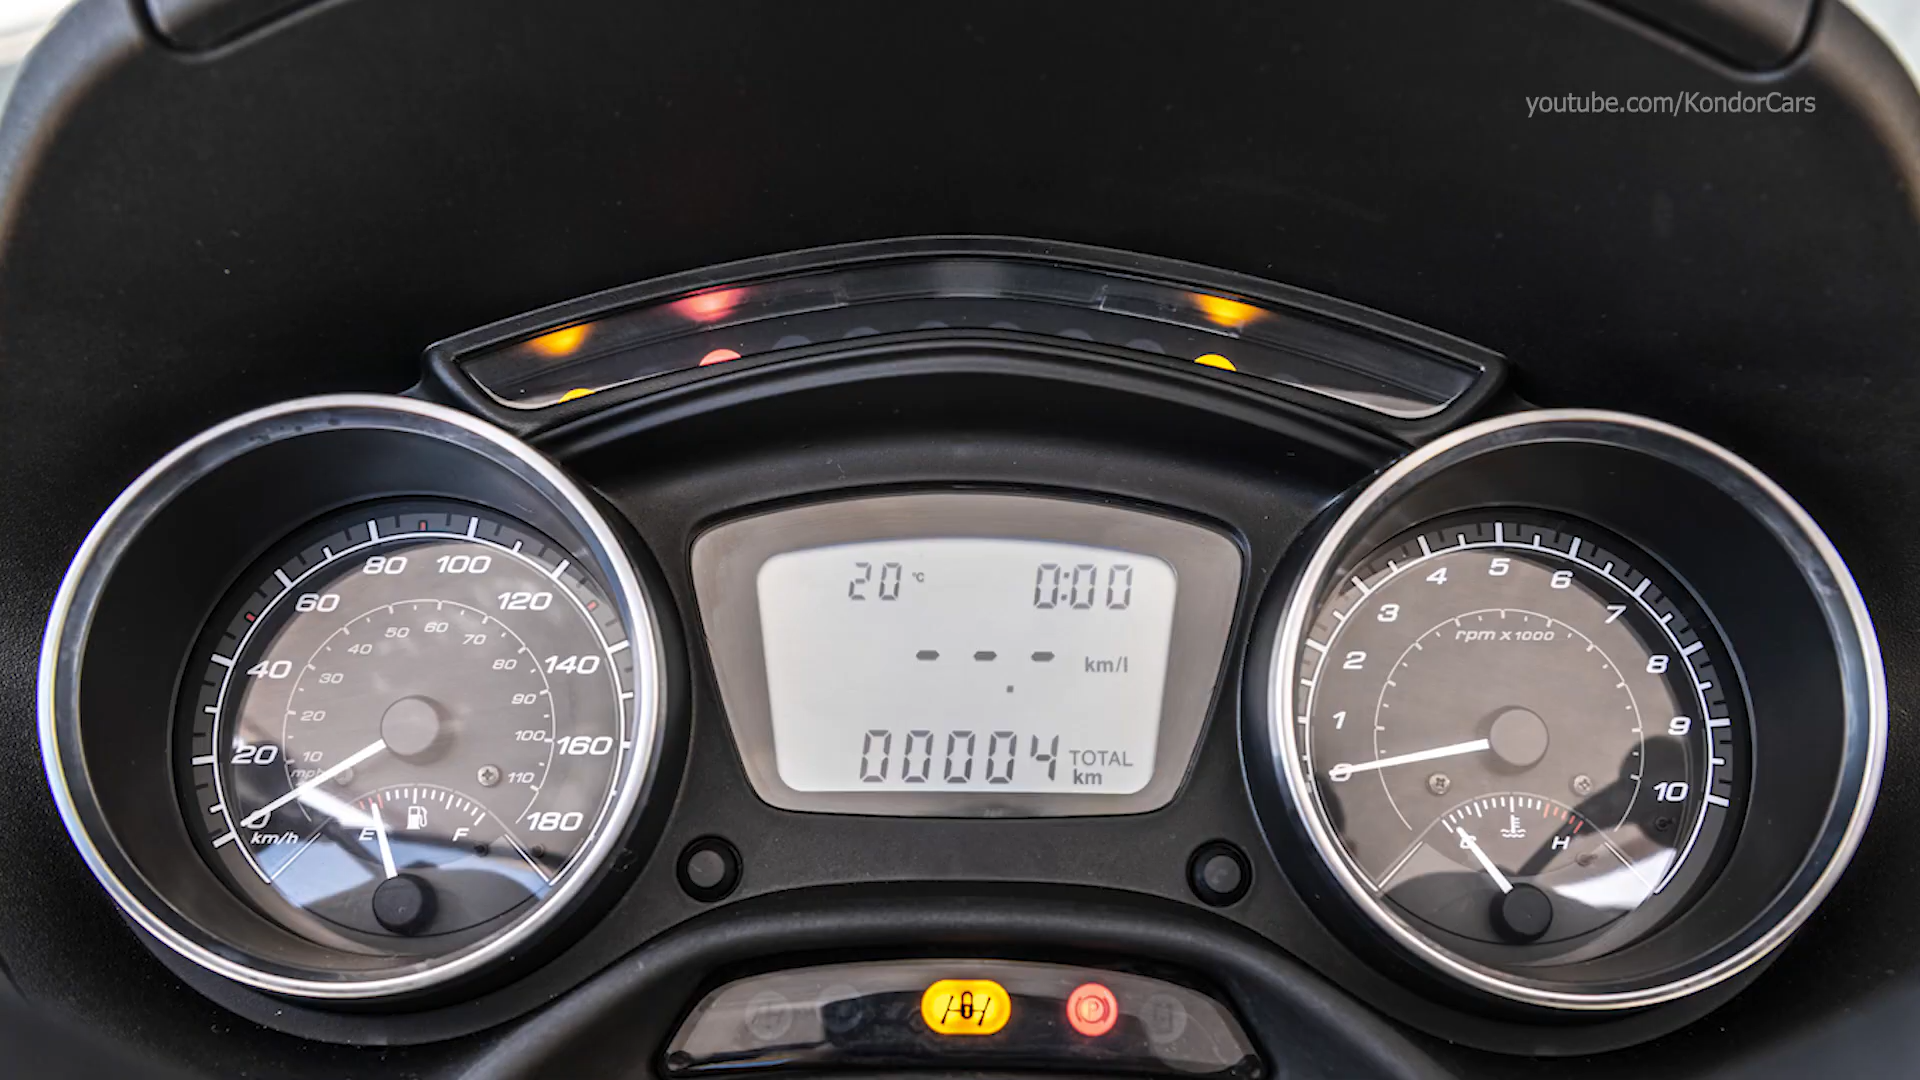 youtube.com/KondorCars
20 °C 0:00
- - - km/l
00004 TOTAL
km
0 20 40 60 80 100 120 140 160 180
km/h
10 20 30 40 50 60 70 80 90 100 110
mph
E F
0 1 2 3 4 5 6 7 8 9 10
rpm x 1000
C H
P